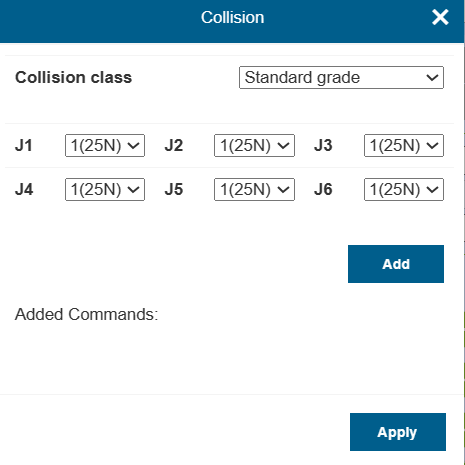 Collision
Collision class Standard grade
J1 1(25N) J2 1(25N) J3 1(25N)
J4 1(25N) J5 1(25N) J6 1(25N)
Add
Added Commands:
Apply